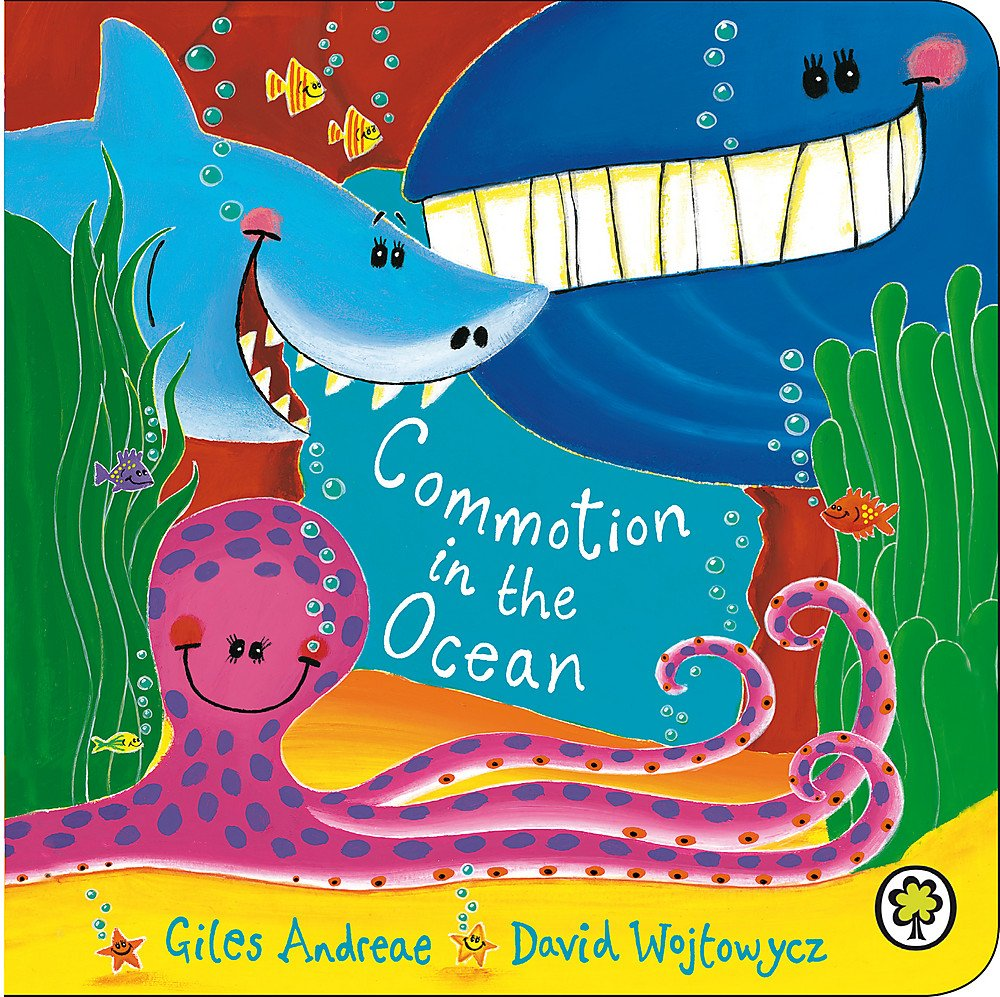 Commotion
in the
Ocean
Giles Andreae David Wojtowycz